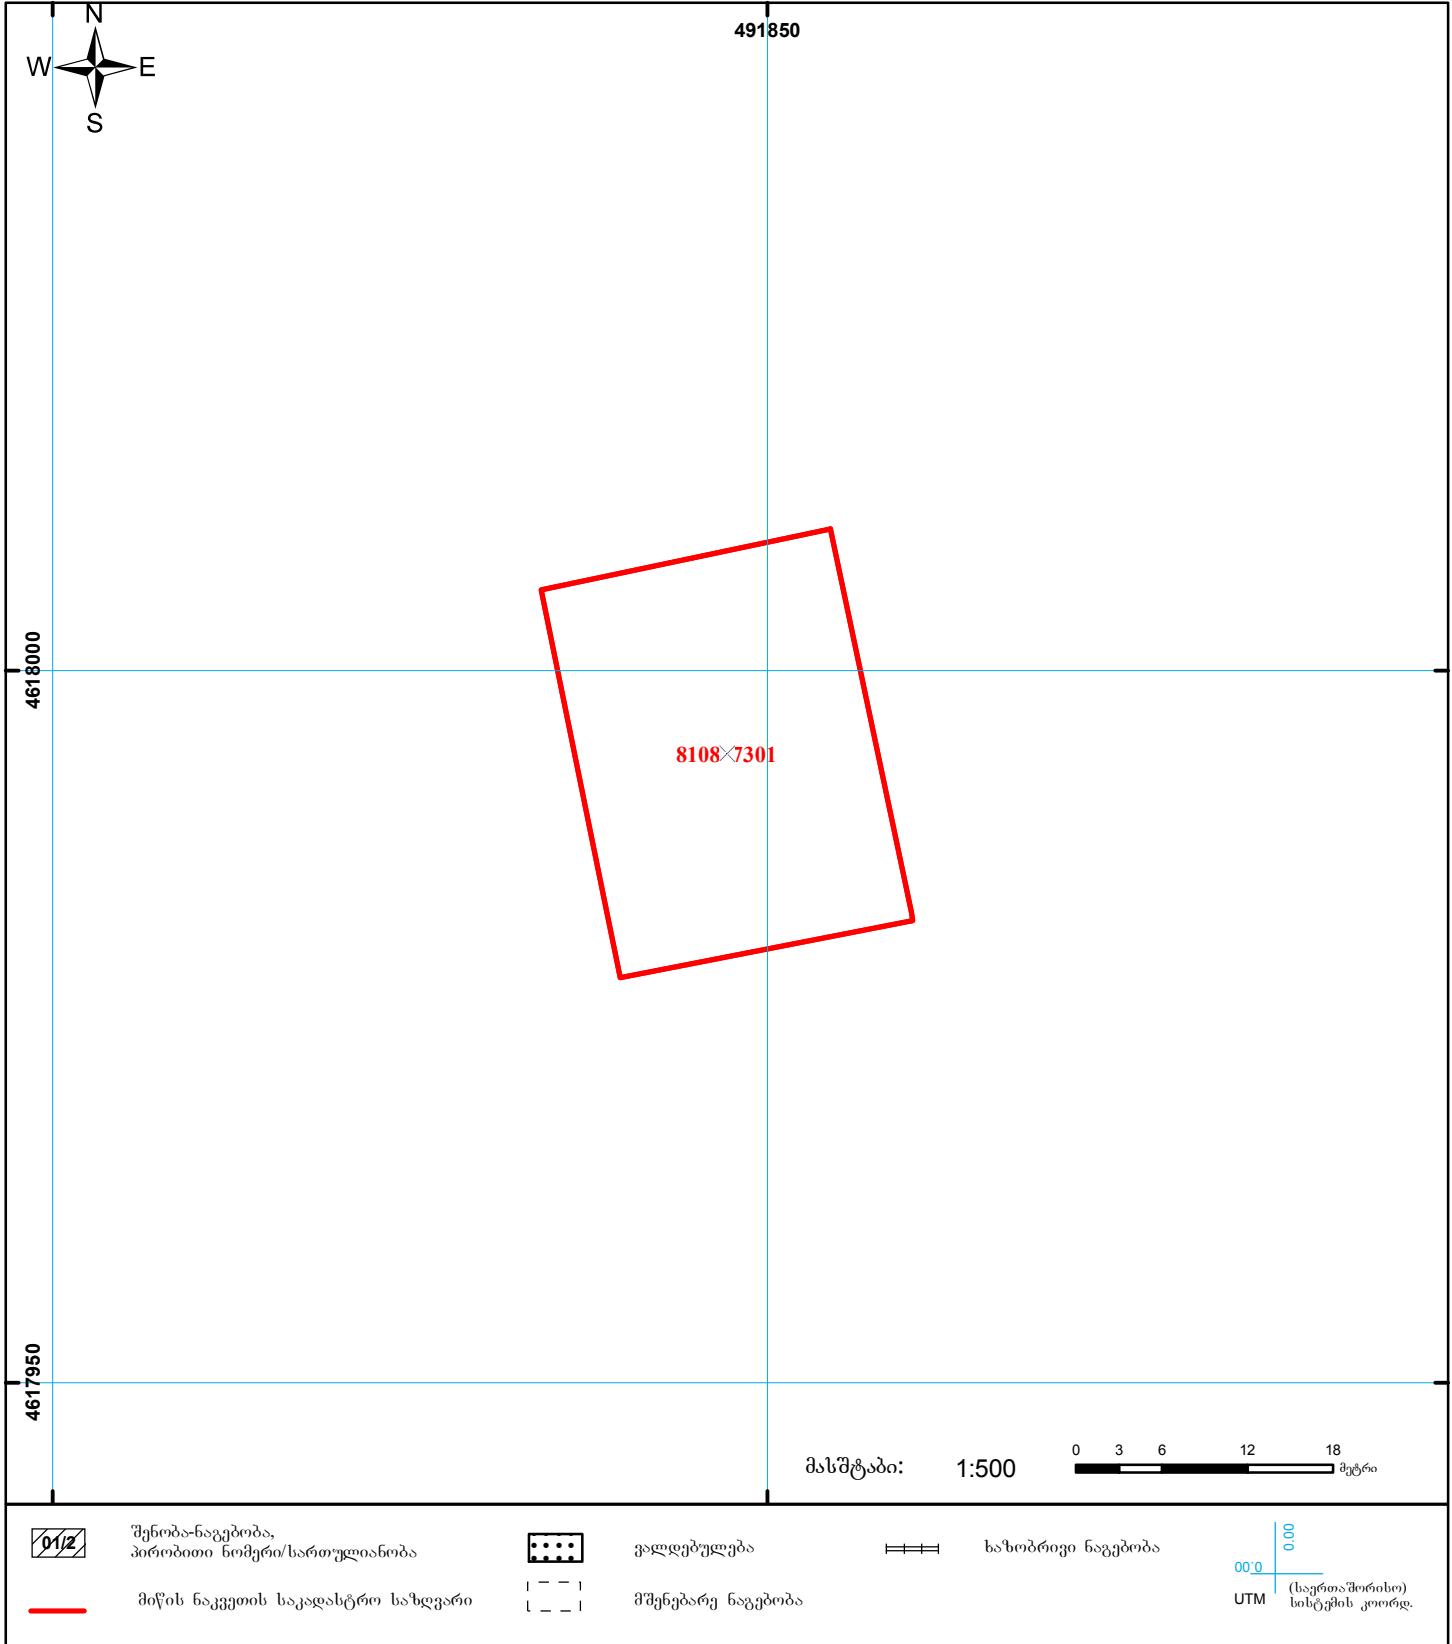 N
W E
S
491850
4618000
8108 7301
4617950
მასშტაბი: 1:500
0 3 6 12 18
მეტრი
01/2
შენობა-ნაგებობა,
პირობითი ნომერი/სართულიანობა
ვალდებულება
ხაზობრივი ნაგებობა
მიწის ნაკვეთის საკადასტრო საზღვარი
მშენებარე ნაგებობა
00.0
00.0
UTM
(საერთაშორისო)
სისტემის კოორდ.